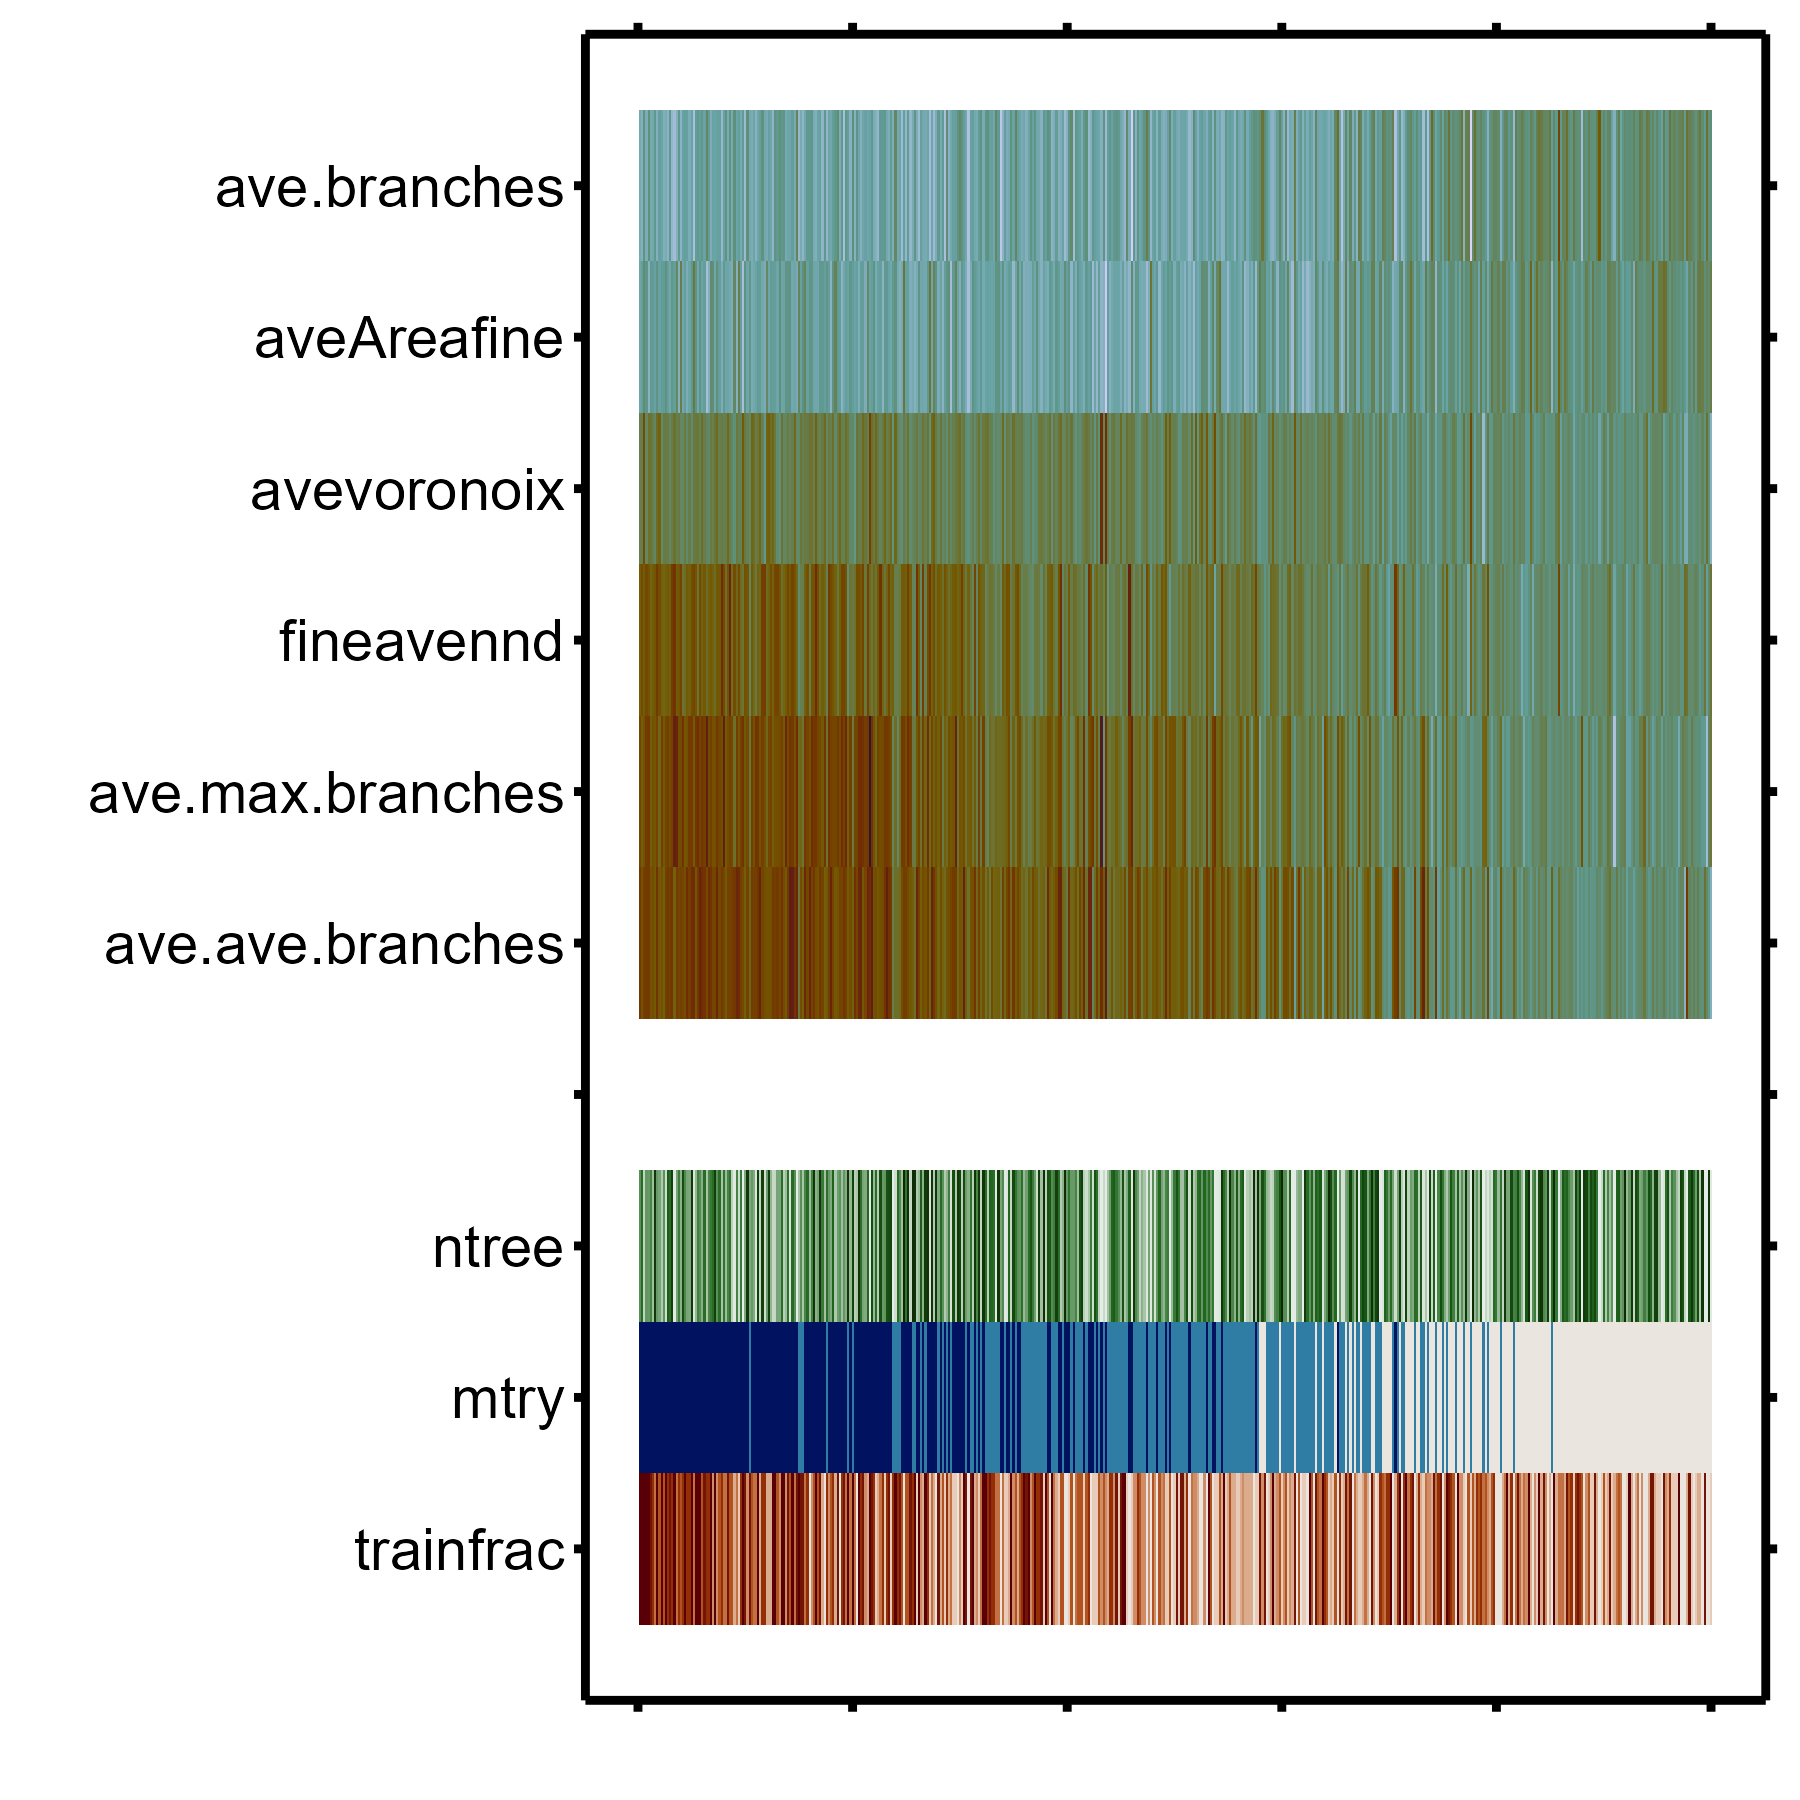 ave.branches
aveAreafine
avevoronoix
fineavennd
ave.max.branches
ave.ave.branches
ntree
mtry
trainfrac